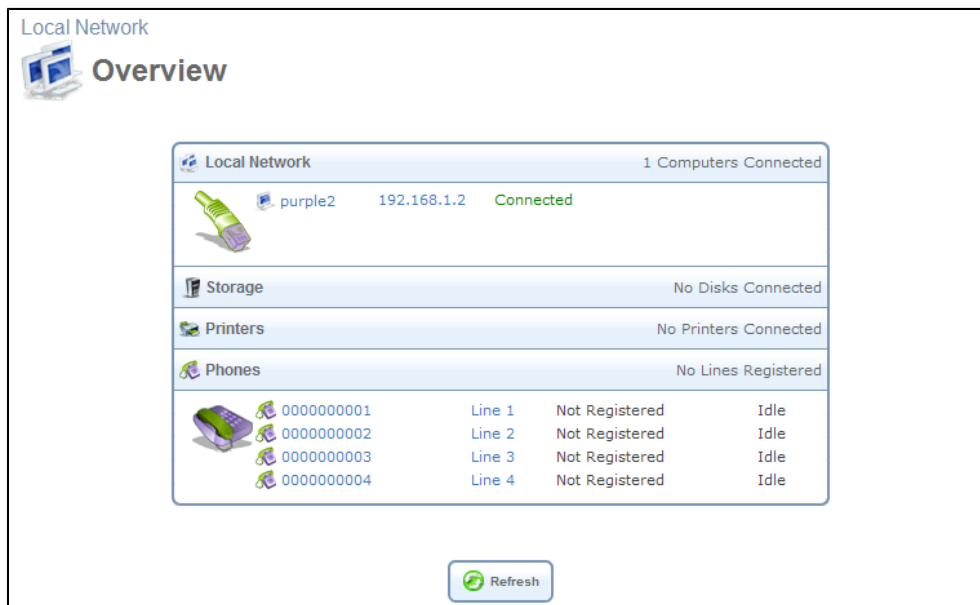 Local Network
Overview
Local Network 1 Computers Connected
purple2 192.168.1.2 Connected
Storage No Disks Connected
Printers No Printers Connected
Phones No Lines Registered
0000000001 Line 1 Not Registered Idle
0000000002 Line 2 Not Registered Idle
0000000003 Line 3 Not Registered Idle
0000000004 Line 4 Not Registered Idle
Refresh